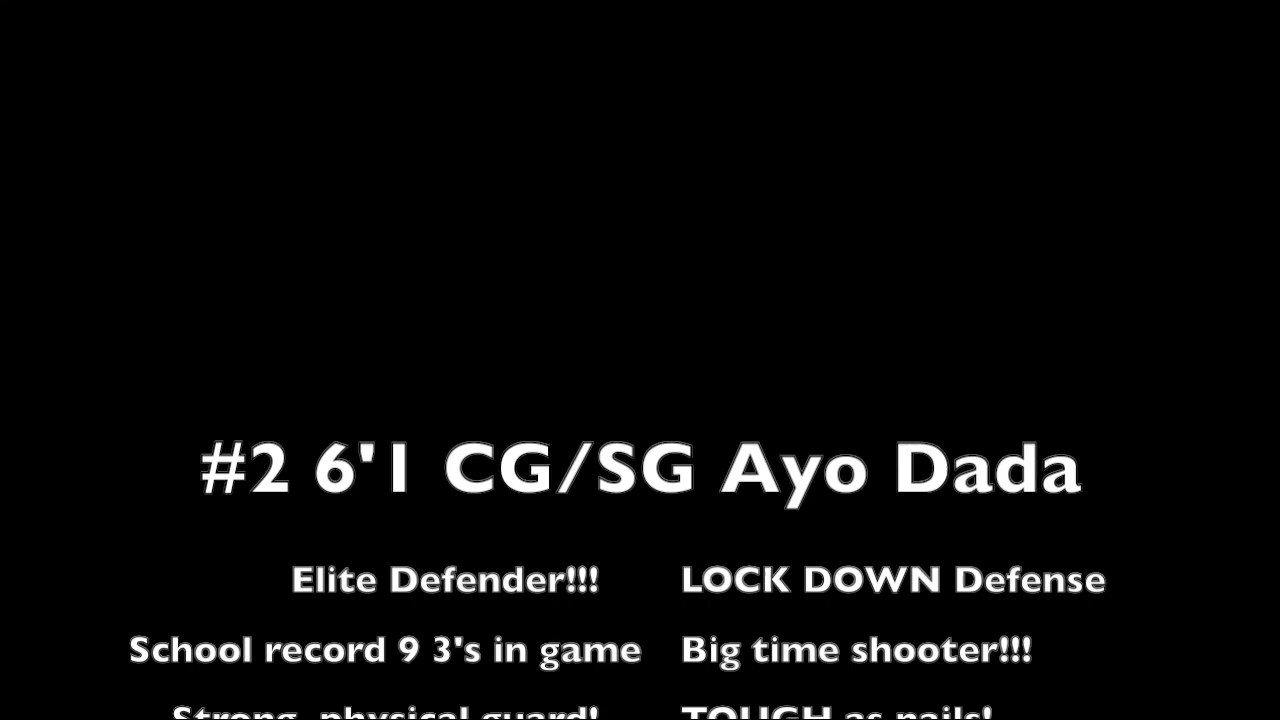 #2 6'1 CG/SG Ayo Dada
Elite Defender!!! LOCK DOWN Defense
School record 9 3's in game Big time shooter!!!
Strong, physical guard! TOUGH as nails!